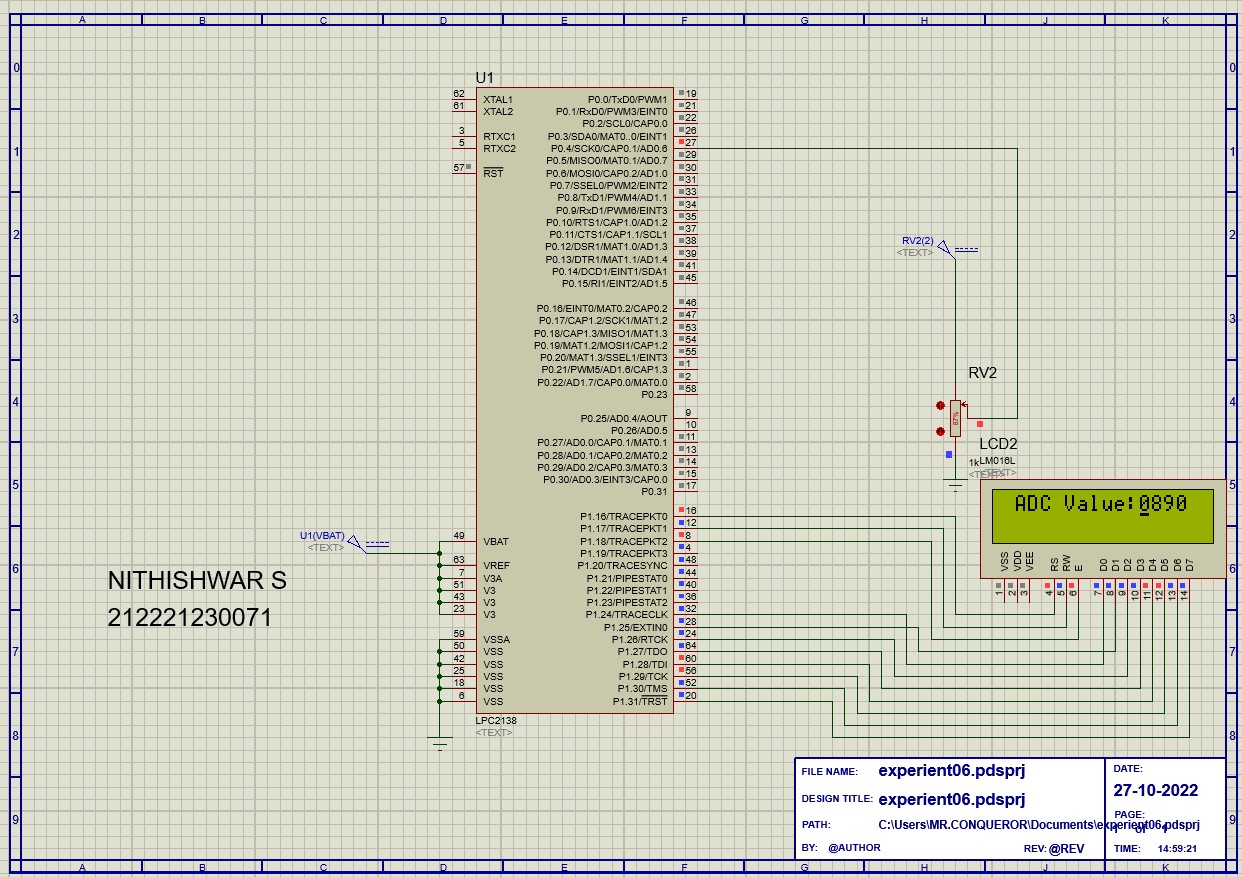 A B C D E F G H J K
0 0
1 1
2 2
3 3
4 4
5 5
6 6
7 7
8 8
9 9
U1
62 XTAL1
61 XTAL2
3 RTXC1
5 RTXC2
57 RST
P0.0/TxD0/PWM1 19
P0.1/RxD0/PWM3/EINT0 21
P0.2/SCL0/CAP0.0 22
P0.3/SDA0/MAT0..0/EINT1 26
P0.4/SCK0/CAP0.1/AD0.6 27
P0.5/MISO0/MAT0.1/AD0.7 29
P0.6/MOSI0/CAP0.2/AD1.0 30
P0.7/SSEL0/PWM2/EINT2 31
P0.8/TxD1/PWM4/AD1.1 33
P0.9/RxD1/PWM6/EINT3 34
P0.10/RTS1/CAP1.0/AD1.2 35
P0.11/CTS1/CAP1.1/SCL1 37
P0.12/DSR1/MAT1.0/AD1.3 38
P0.13/DTR1/MAT1.1/AD1.4 39
P0.14/DCD1/EINT1/SDA1 41
P0.15/RI1/EINT2/AD1.5 45
P0.16/EINT0/MAT0.2/CAP0.2 46
P0.17/CAP1.2/SCK1/MAT1.2 47
P0.18/CAP1.3/MISO1/MAT1.3 53
P0.19/MAT1.2/MOSI1/CAP1.2 54
P0.20/MAT1.3/SSEL1/EINT3 55
P0.21/PWM5/AD1.6/CAP1.3 1
P0.22/AD1.7/CAP0.0/MAT0.0 2
P0.23 58
P0.25/AD0.4/AOUT 9
P0.26/AD0.5 10
P0.27/AD0.0/CAP0.1/MAT0.1 11
P0.28/AD0.1/CAP0.2/MAT0.2 13
P0.29/AD0.2/CAP0.3/MAT0.3 14
P0.30/AD0.3/EINT3/CAP0.0 15
P0.31 17
P1.16/TRACEPKT0 16
P1.17/TRACEPKT1 12
P1.18/TRACEPKT2 8
P1.19/TRACEPKT3 4
P1.20/TRACESYNC 48
P1.21/PIPESTAT0 44
P1.22/PIPESTAT1 40
P1.23/PIPESTAT2 36
P1.24/TRACECLK 32
P1.25/EXTIN0 28
P1.26/RTCK 24
P1.27/TDO 64
P1.28/TDI 60
P1.29/TCK 56
P1.30/TMS 52
P1.31/TRST 20
49 VBAT
63 VREF
7 V3A
51 V3
43 V3
23 V3
59 VSSA
50 VSS
42 VSS
25 VSS
18 VSS
6 VSS
LPC2138
<TEXT>
U1(VBAT)
<TEXT>
NITHISHWAR S
212221230071
RV2(2)
<TEXT>
RV2
87%
1k
<TEXT>
LCD2
LM016L
<TEXT>
ADC Value:0890
VSS VDD VEE RS RW E D0 D1 D2 D3 D4 D5 D6 D7
1 2 3 4 5 6 7 8 9 10 11 12 13 14
FILE NAME: experient06.pdsprj
DESIGN TITLE: experient06.pdsprj
PATH: C:\Users\MR.CONQUEROR\Documents\experient06.pdsprj
BY: @AUTHOR REV: @REV
DATE:
27-10-2022
PAGE:
TIME: 14:59:21
A B C D E F G H J K